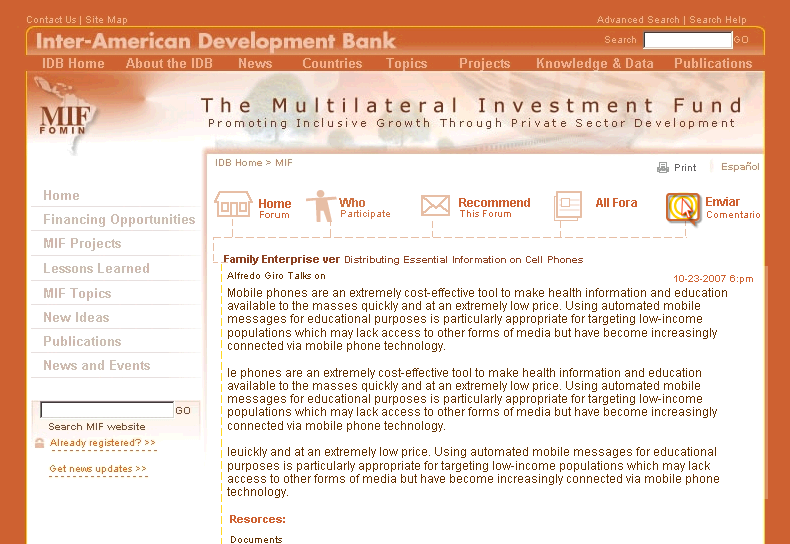 Contact Us | Site Map
Advanced Search | Search Help
Inter-American Development Bank
Search GO
IDB Home About the IDB News Countries Topics Projects Knowledge & Data Publications
MIF
FOMIN
The Multilateral Investment Fund
Promoting Inclusive Growth Through Private Sector Development
IDB Home > MIF
Print | Español
Home
Forum
Who
Participate
Recommend
This Forum
All Fora
Enviar
Comentario
Home
Financing Opportunities
MIF Projects
Lessons Learned
MIF Topics
New Ideas
Publications
News and Events
GO
Search MIF website
Already registered? >>
Get news updates >>
Family Enterprise ver Distributing Essential Information on Cell Phones
Alfredo Giro Talks on
10-23-2007 6:pm
Mobile phones are an extremely cost-effective tool to make health information and education
available to the masses quickly and at an extremely low price. Using automated mobile
messages for educational purposes is particularly appropriate for targeting low-income
populations which may lack access to other forms of media but have become increasingly
connected via mobile phone technology.
le phones are an extremely cost-effective tool to make health information and education
available to the masses quickly and at an extremely low price. Using automated mobile
messages for educational purposes is particularly appropriate for targeting low-income
populations which may lack access to other forms of media but have become increasingly
connected via mobile phone technology.
leuickly and at an extremely low price. Using automated mobile messages for educational
purposes is particularly appropriate for targeting low-income populations which may lack
access to other forms of media but have become increasingly connected via mobile phone
technology.
Resorces:
Documents